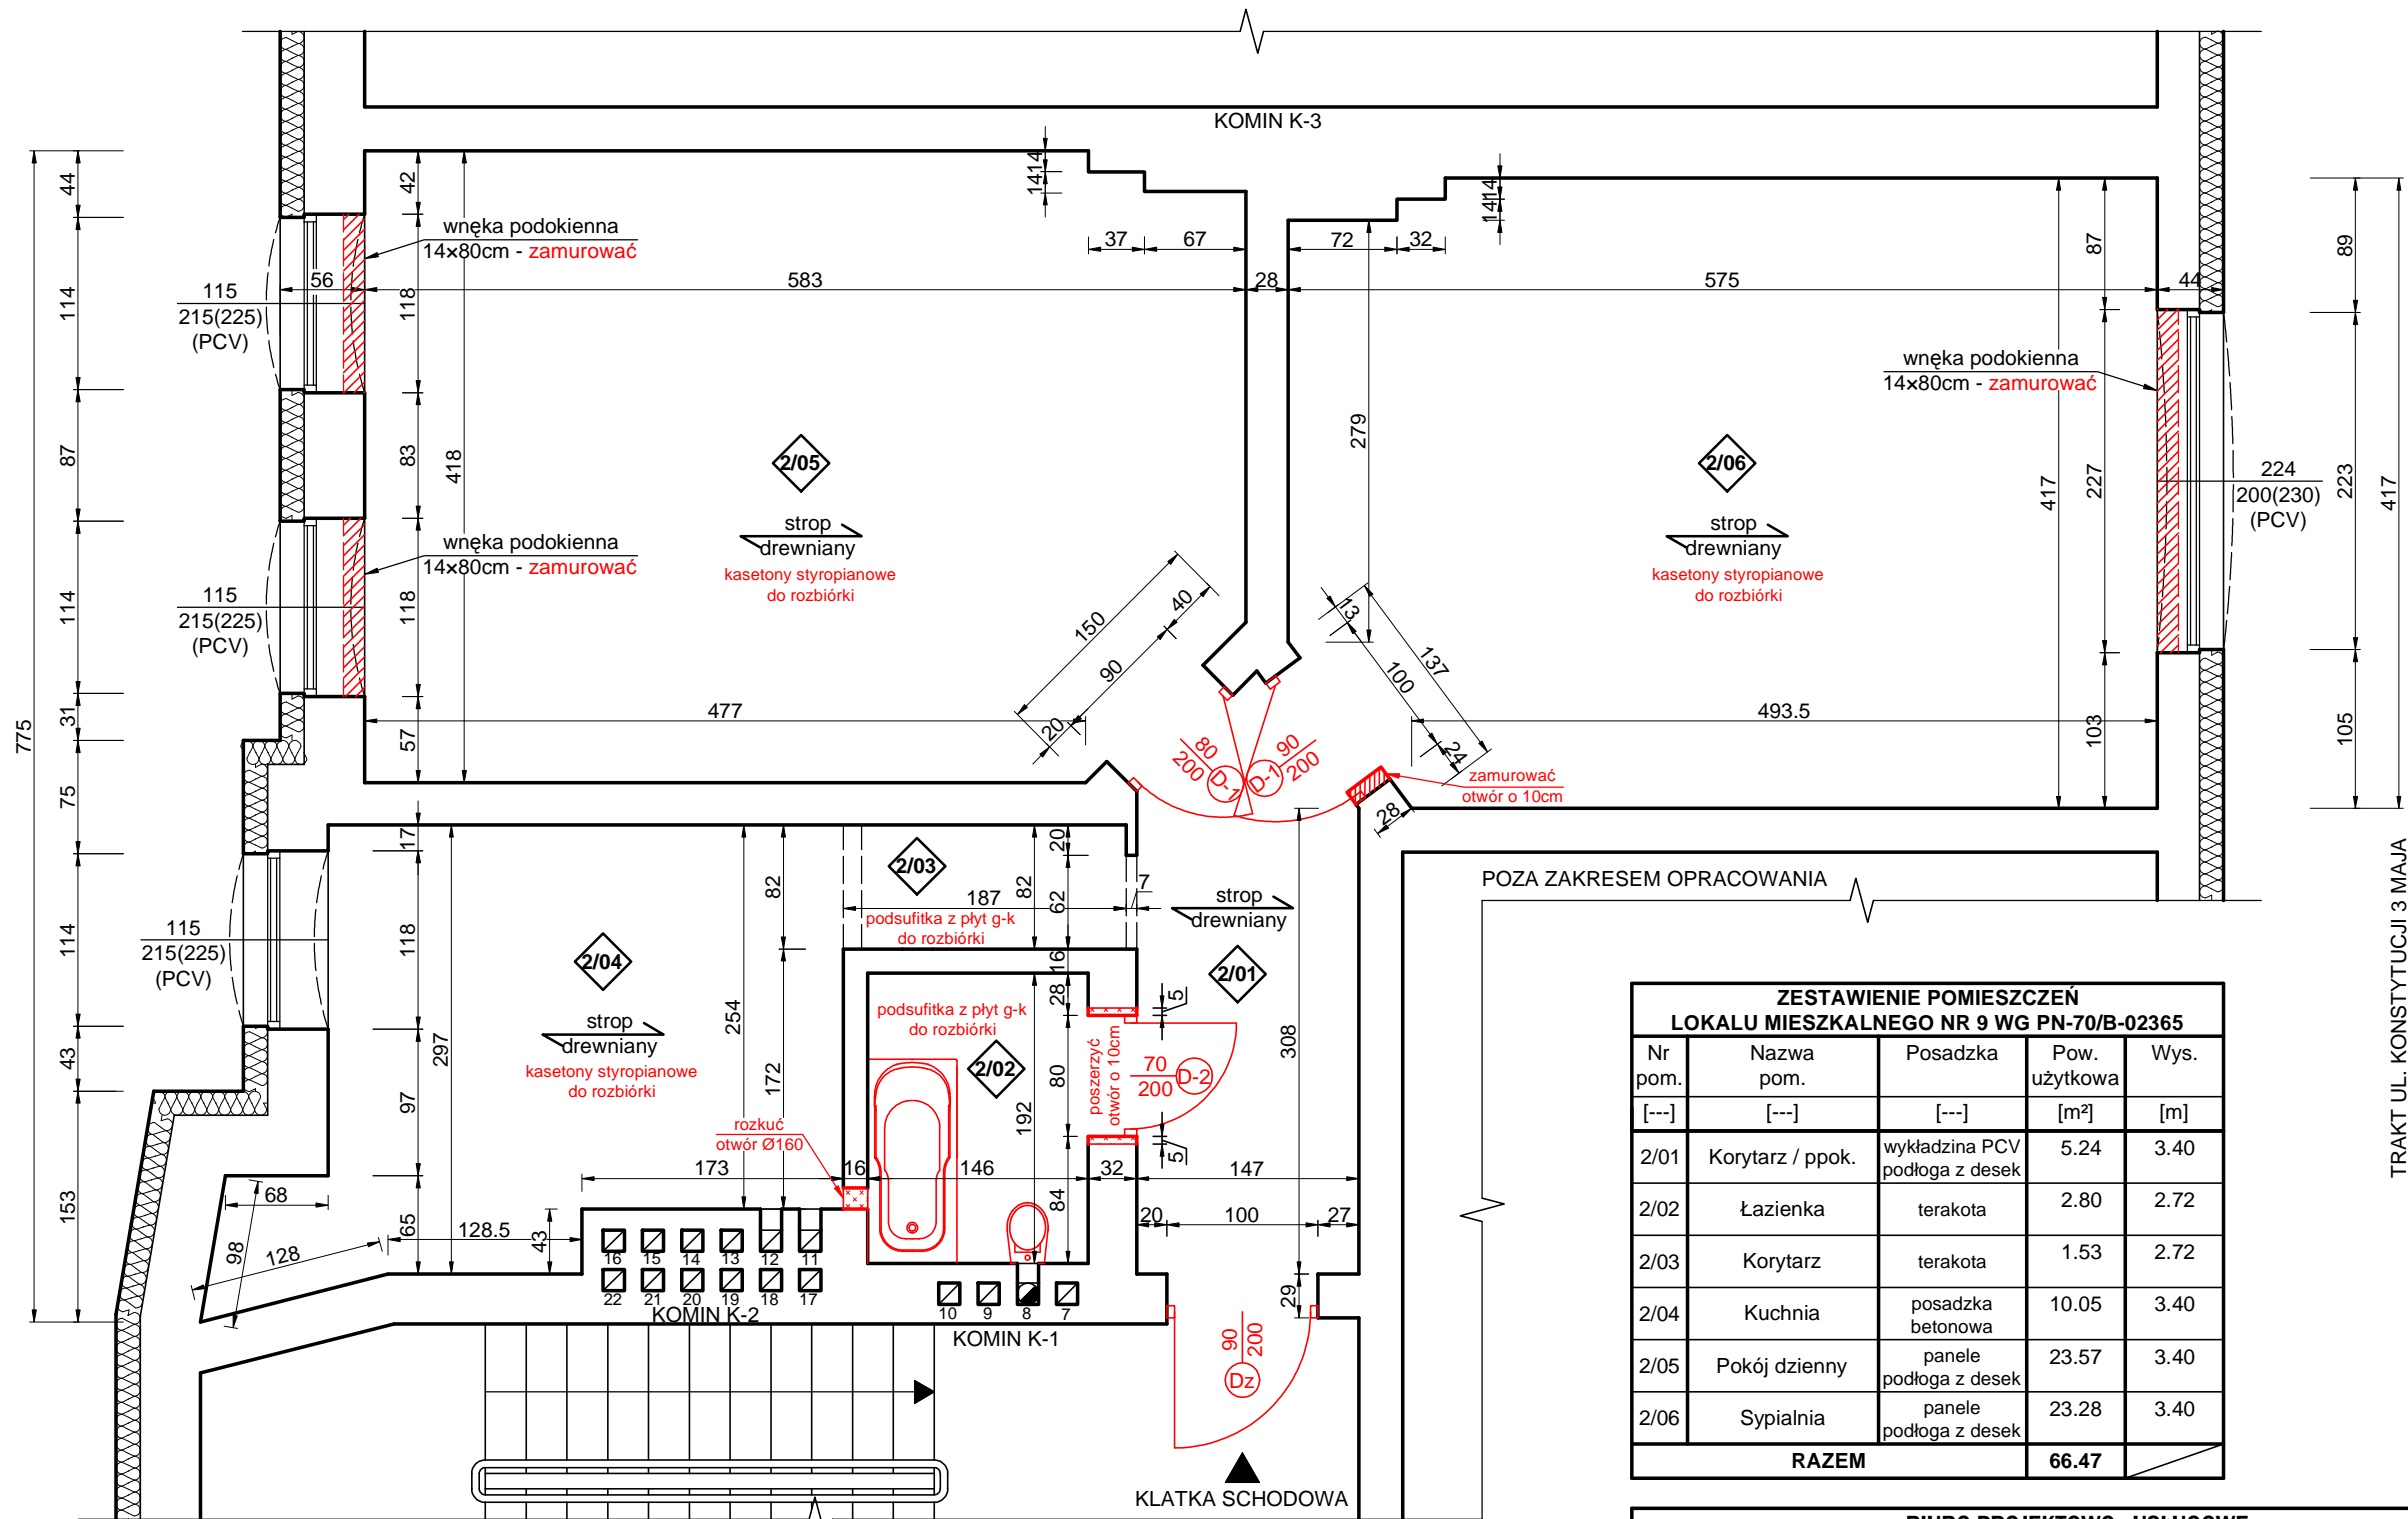 KOMIN K-3
775
44
114
87
114
31
75
114
43
153
42
118
83
118
57
418
14
14
37
67
72
32
14
14
56
583
28
575
44
wnęka podokienna
14×80cm - zamurować
115
215(225)
(PCV)
wnęka podokienna
14×80cm - zamurować
115
215(225)
(PCV)
2/05
strop
drewniany
kasetony styropianowe
do rozbiórki
150
40
90
20
477
279
2/06
strop
drewniany
kasetony styropianowe
do rozbiórki
wnęka podokienna
14×80cm - zamurować
87
227
103
417
89
223
105
417
224
200(230)
(PCV)
13
137
100
24
493.5
80
200
D-1
90
200
D-1
zamurować
otwór o 10cm
28
17
118
97
65
297
254
82
172
115
215(225)
(PCV)
2/03
187
podsufitka z płyt g-k
do rozbiórki
82
20
62
7
16
28
2/04
strop
drewniany
kasetony styropianowe
do rozbiórki
strop
drewniany
2/01
podsufitka z płyt g-k
do rozbiórki
2/02
192
80
84
poszerzyć
otwór o 10cm
5
5
70
200
D-2
308
rozkuć
otwór Ø160
173
16
146
32
147
20
100
27
29
68
98
128
128.5
43
16
15
14
13
12
11
22
21
20
19
18
17
10
9
8
7
KOMIN K-2
KOMIN K-1
90
200
Dz
KLATKA SCHODOWA
POZA ZAKRESEM OPRACOWANIA
TRAKT UL. KONSTYTUCJI 3 MAJA
ZESTAWIENIE POMIESZCZEŃ
LOKALU MIESZKALNEGO NR 9 WG PN-70/B-02365
Nr pom. Nazwa pom. Posadzka Pow. użytkowa Wys.
[---] [---] [---] [m²] [m]
2/01 Korytarz / ppok. wykładzina PCV podłoga z desek 5.24 3.40
2/02 Łazienka terakota 2.80 2.72
2/03 Korytarz terakota 1.53 2.72
2/04 Kuchnia posadzka betonowa 10.05 3.40
2/05 Pokój dzienny panele podłoga z desek 23.57 3.40
2/06 Sypialnia panele podłoga z desek 23.28 3.40
RAZEM 66.47